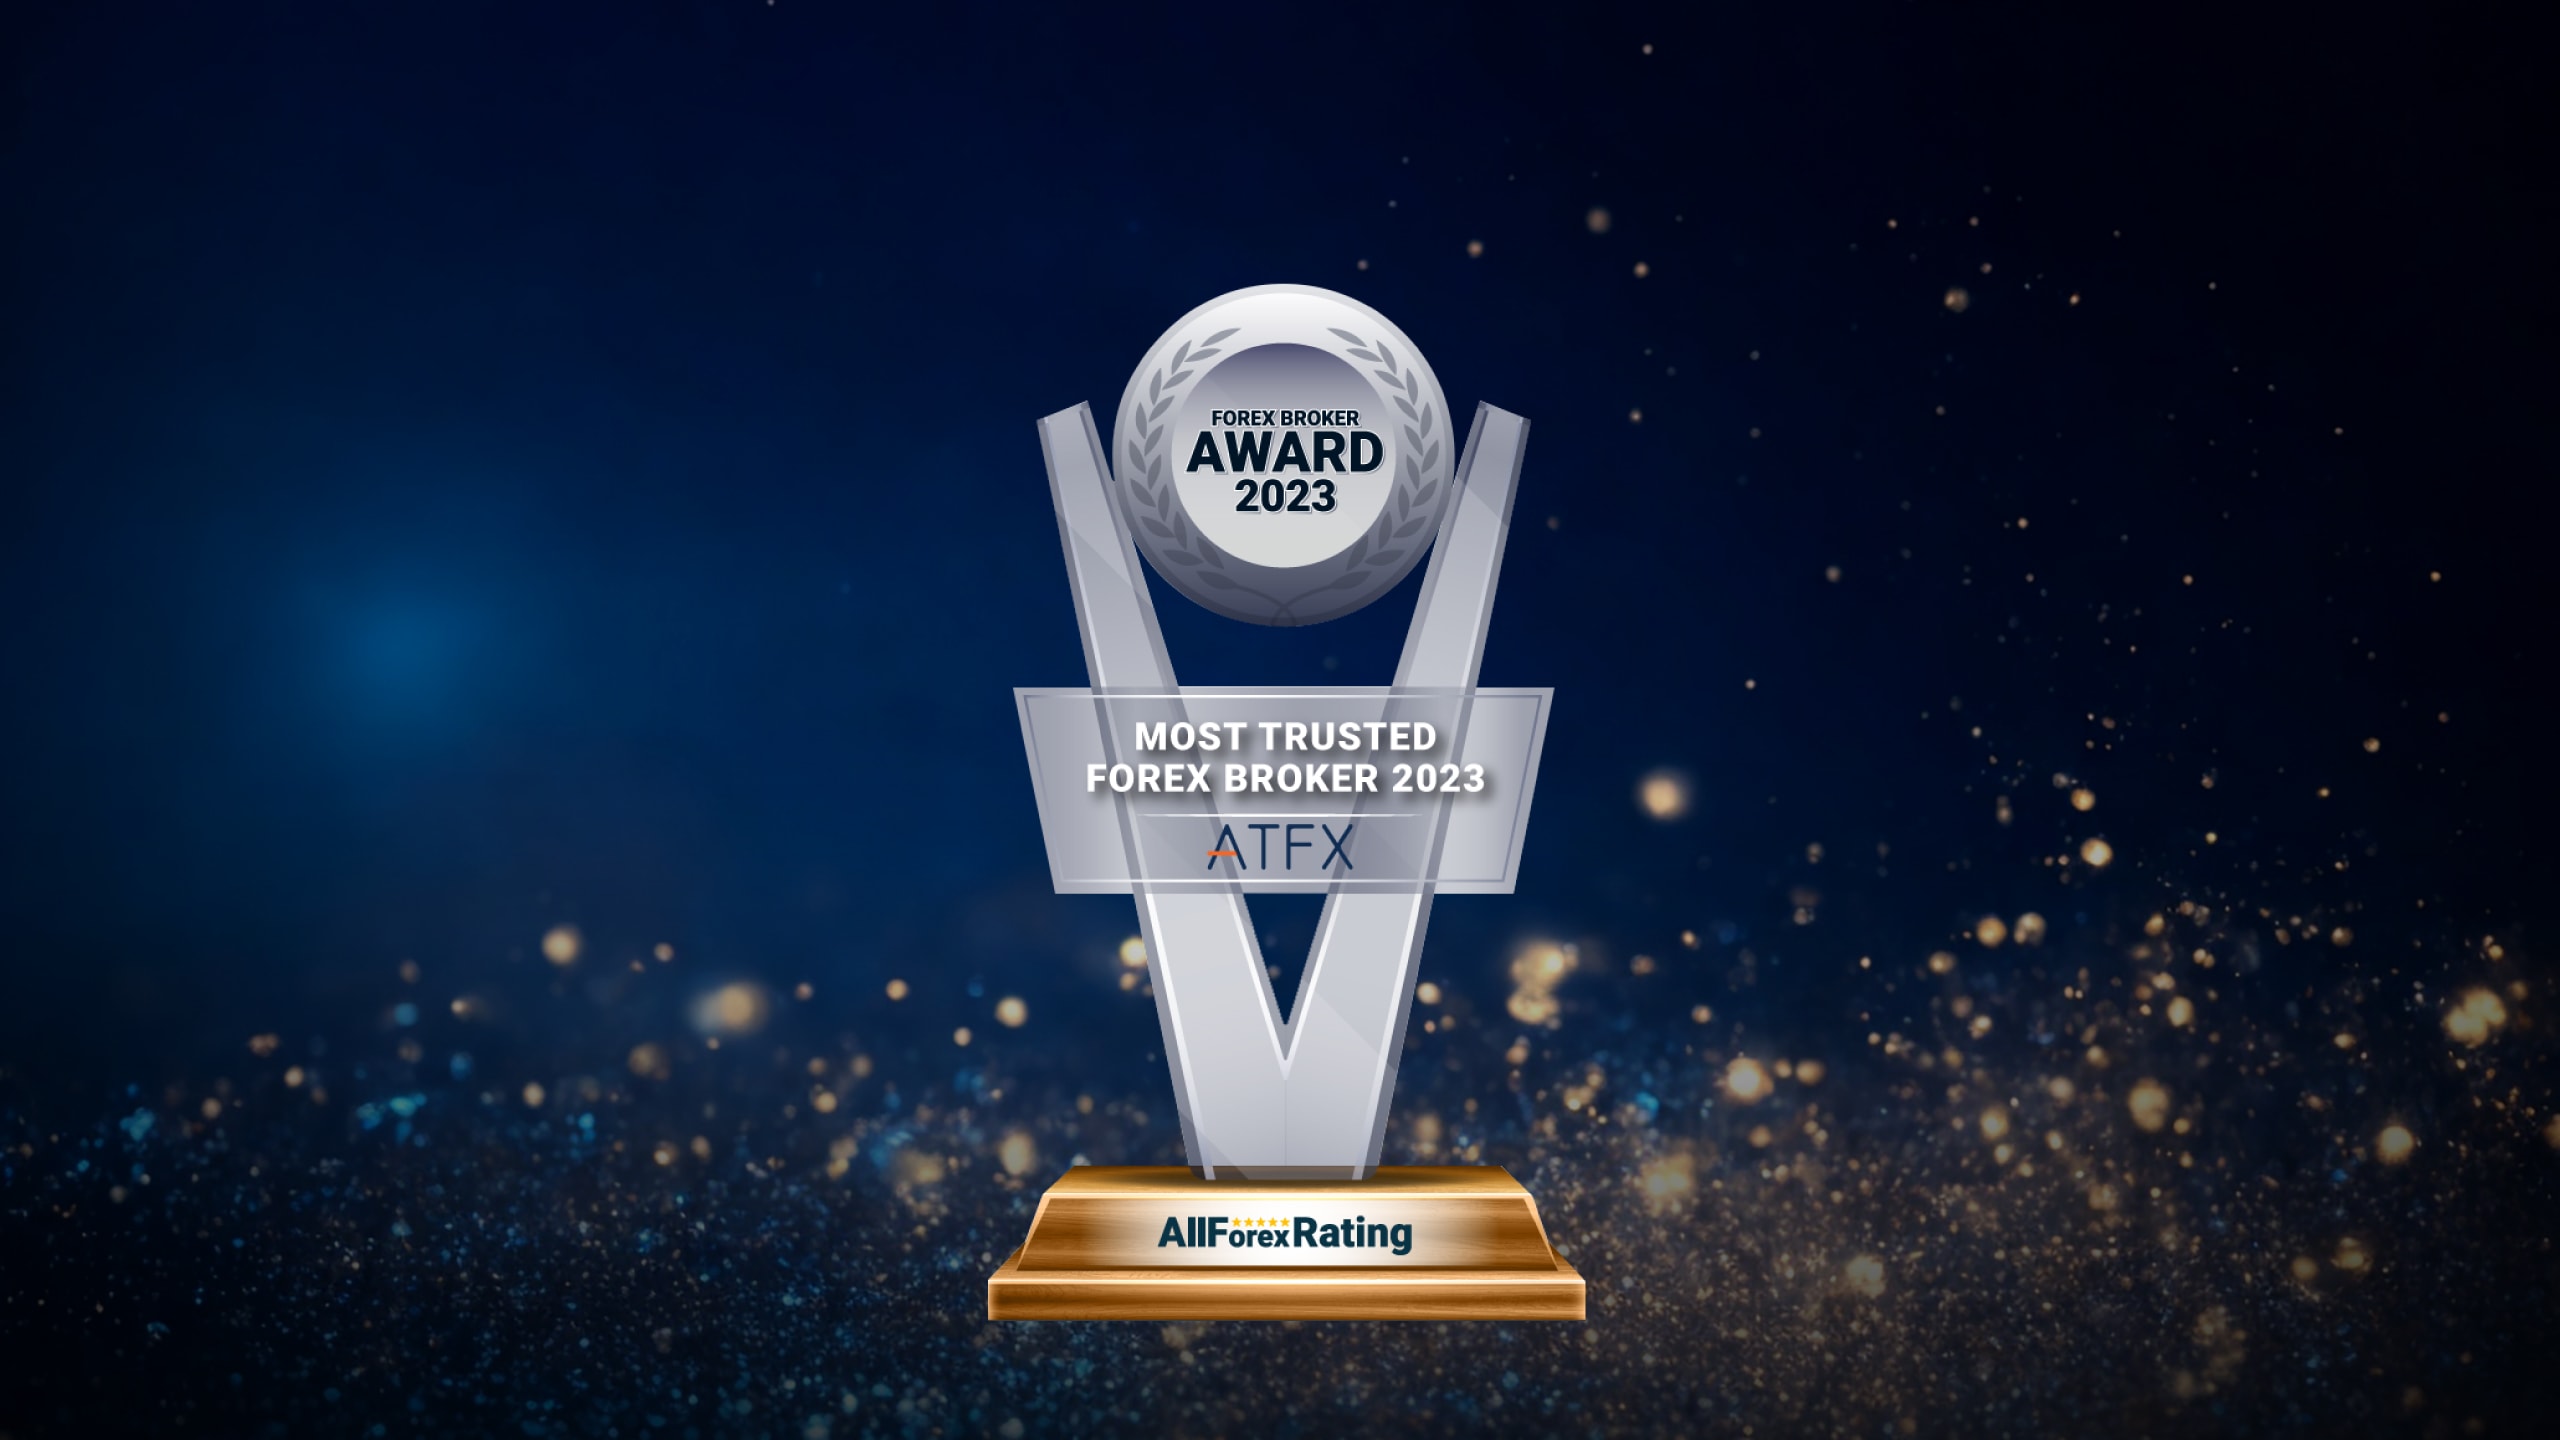 FOREX BROKER
AWARD
2023
MOST TRUSTED
FOREX BROKER 2023
ATFX
AllForexRating